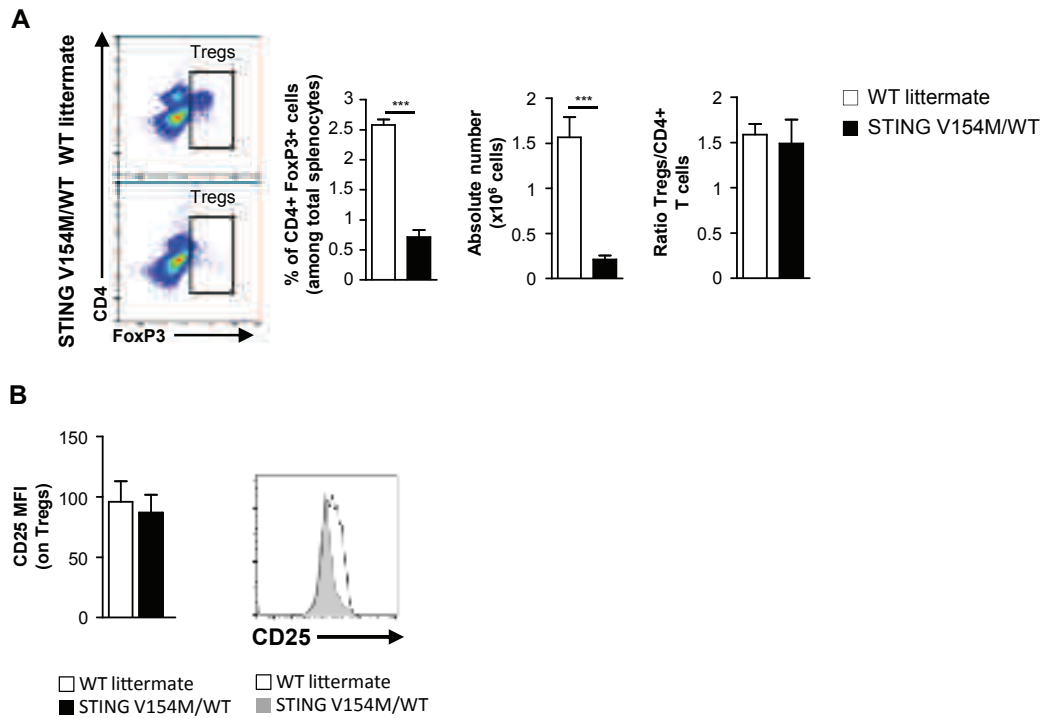 A
WT littermate
STING V154M/WT
CD4
Tregs
Tregs
FoxP3
% of CD4+ FoxP3+ cells
(among total splenocytes)
3
2.5
2
1.5
1
0.5
0
***
Absolute number
(x10⁶ cells)
2
1.5
1
0.5
0
***
Ratio Tregs/CD4+
T cells
2
1.5
1
0.5
0
WT littermate
STING V154M/WT
B
CD25 MFI
(on Tregs)
150
100
50
0
CD25
WT littermate
STING V154M/WT
WT littermate
STING V154M/WT